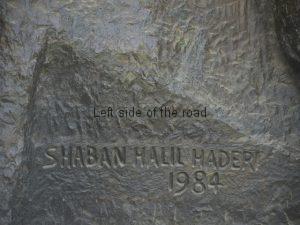 Left side of the road
SHABAN HALIL HADERI
1984